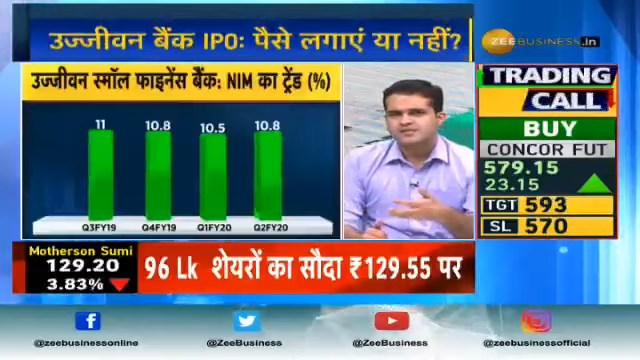 उज्जीवन बैंक IPO: पैसे लगाएं या नहीं?
ZEEBUSINESS.in
उज्जीवन स्मॉल फाइनेंस बैंक: NIM का ट्रेंड (%)
11
10.8
10.5
10.8
Q3FY19
Q4FY19
Q1FY20
Q2FY20
TRADING
CALL
BUY
CONCOR FUT
579.15
23.15
TGT 593
SL 570
Motherson Sumi
129.20
3.83%
96 Lk शेयरों का सौदा ₹129.55 पर
@zeebusinessonline
@ZeeBusiness
@ZeeBusiness
@zeebusinessofficial